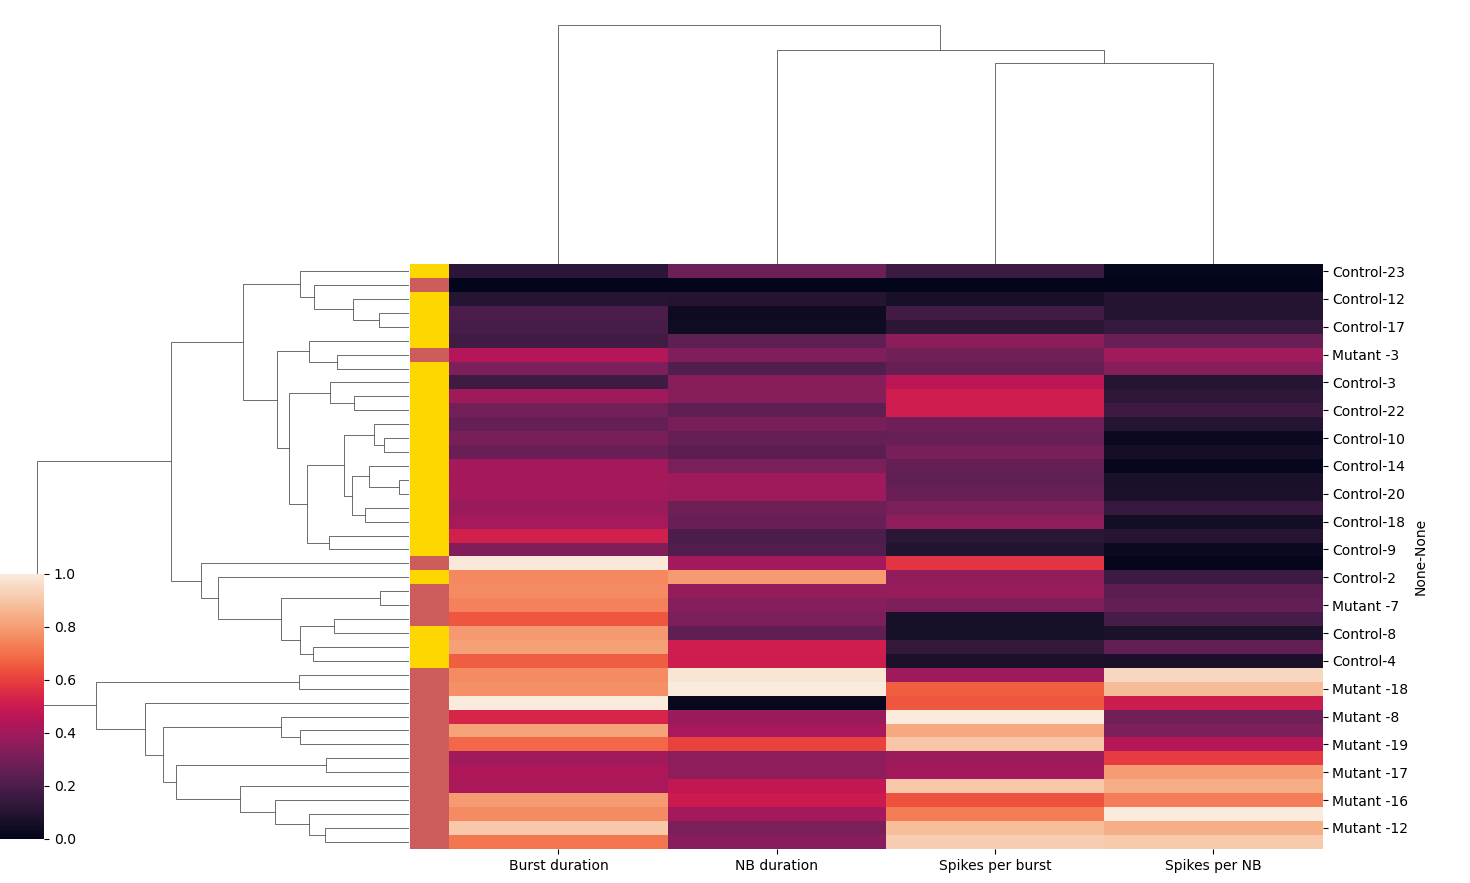 Control-23
Control-12
Control-17
Mutant -3
Control-3
Control-22
Control-10
Control-14
Control-20
Control-18
Control-9
Control-2
Mutant -7
Control-8
Control-4
Mutant -18
Mutant -8
Mutant -19
Mutant -17
Mutant -16
Mutant -12
None-None
1.0
0.8
0.6
0.4
0.2
0.0
Burst duration
NB duration
Spikes per burst
Spikes per NB